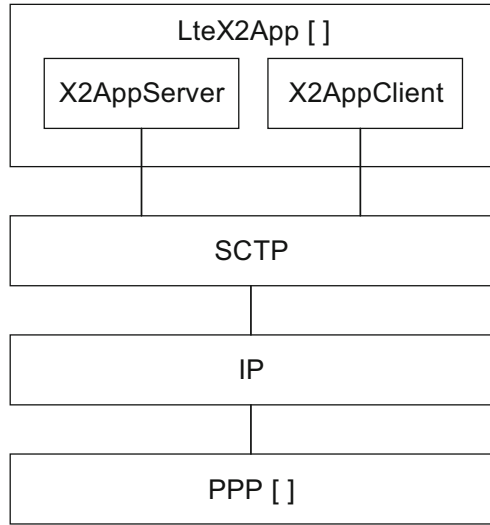 LteX2App [ ]
X2AppServer X2AppClient
SCTP
IP
PPP [ ]